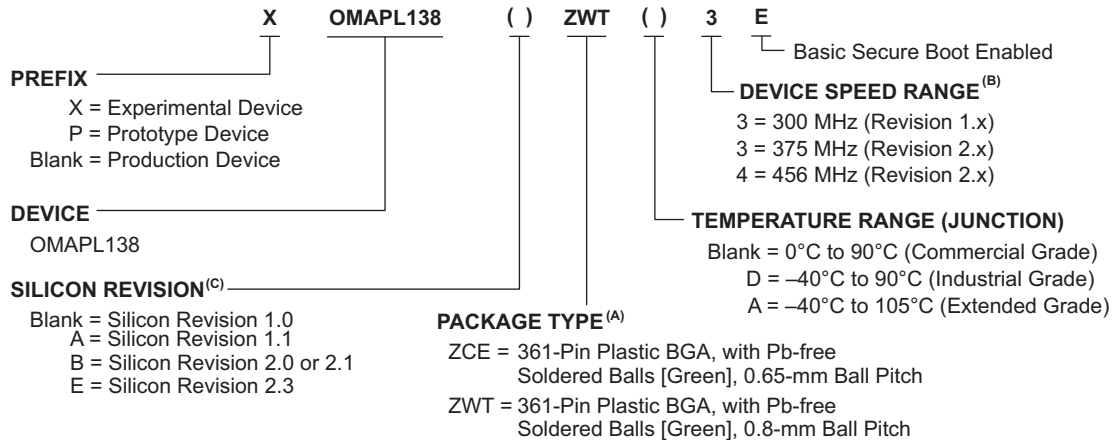 X OMAPL138 ( ) ZWT ( ) 3 E
Basic Secure Boot Enabled
PREFIX
X = Experimental Device
P = Prototype Device
Blank = Production Device
DEVICE SPEED RANGE(B)
3 = 300 MHz (Revision 1.x)
3 = 375 MHz (Revision 2.x)
4 = 456 MHz (Revision 2.x)
DEVICE
OMAPL138
TEMPERATURE RANGE (JUNCTION)
Blank = 0°C to 90°C (Commercial Grade)
D = –40°C to 90°C (Industrial Grade)
A = –40°C to 105°C (Extended Grade)
SILICON REVISION(C)
Blank = Silicon Revision 1.0
A = Silicon Revision 1.1
B = Silicon Revision 2.0 or 2.1
E = Silicon Revision 2.3
PACKAGE TYPE(A)
ZCE = 361-Pin Plastic BGA, with Pb-free
Soldered Balls [Green], 0.65-mm Ball Pitch
ZWT = 361-Pin Plastic BGA, with Pb-free
Soldered Balls [Green], 0.8-mm Ball Pitch